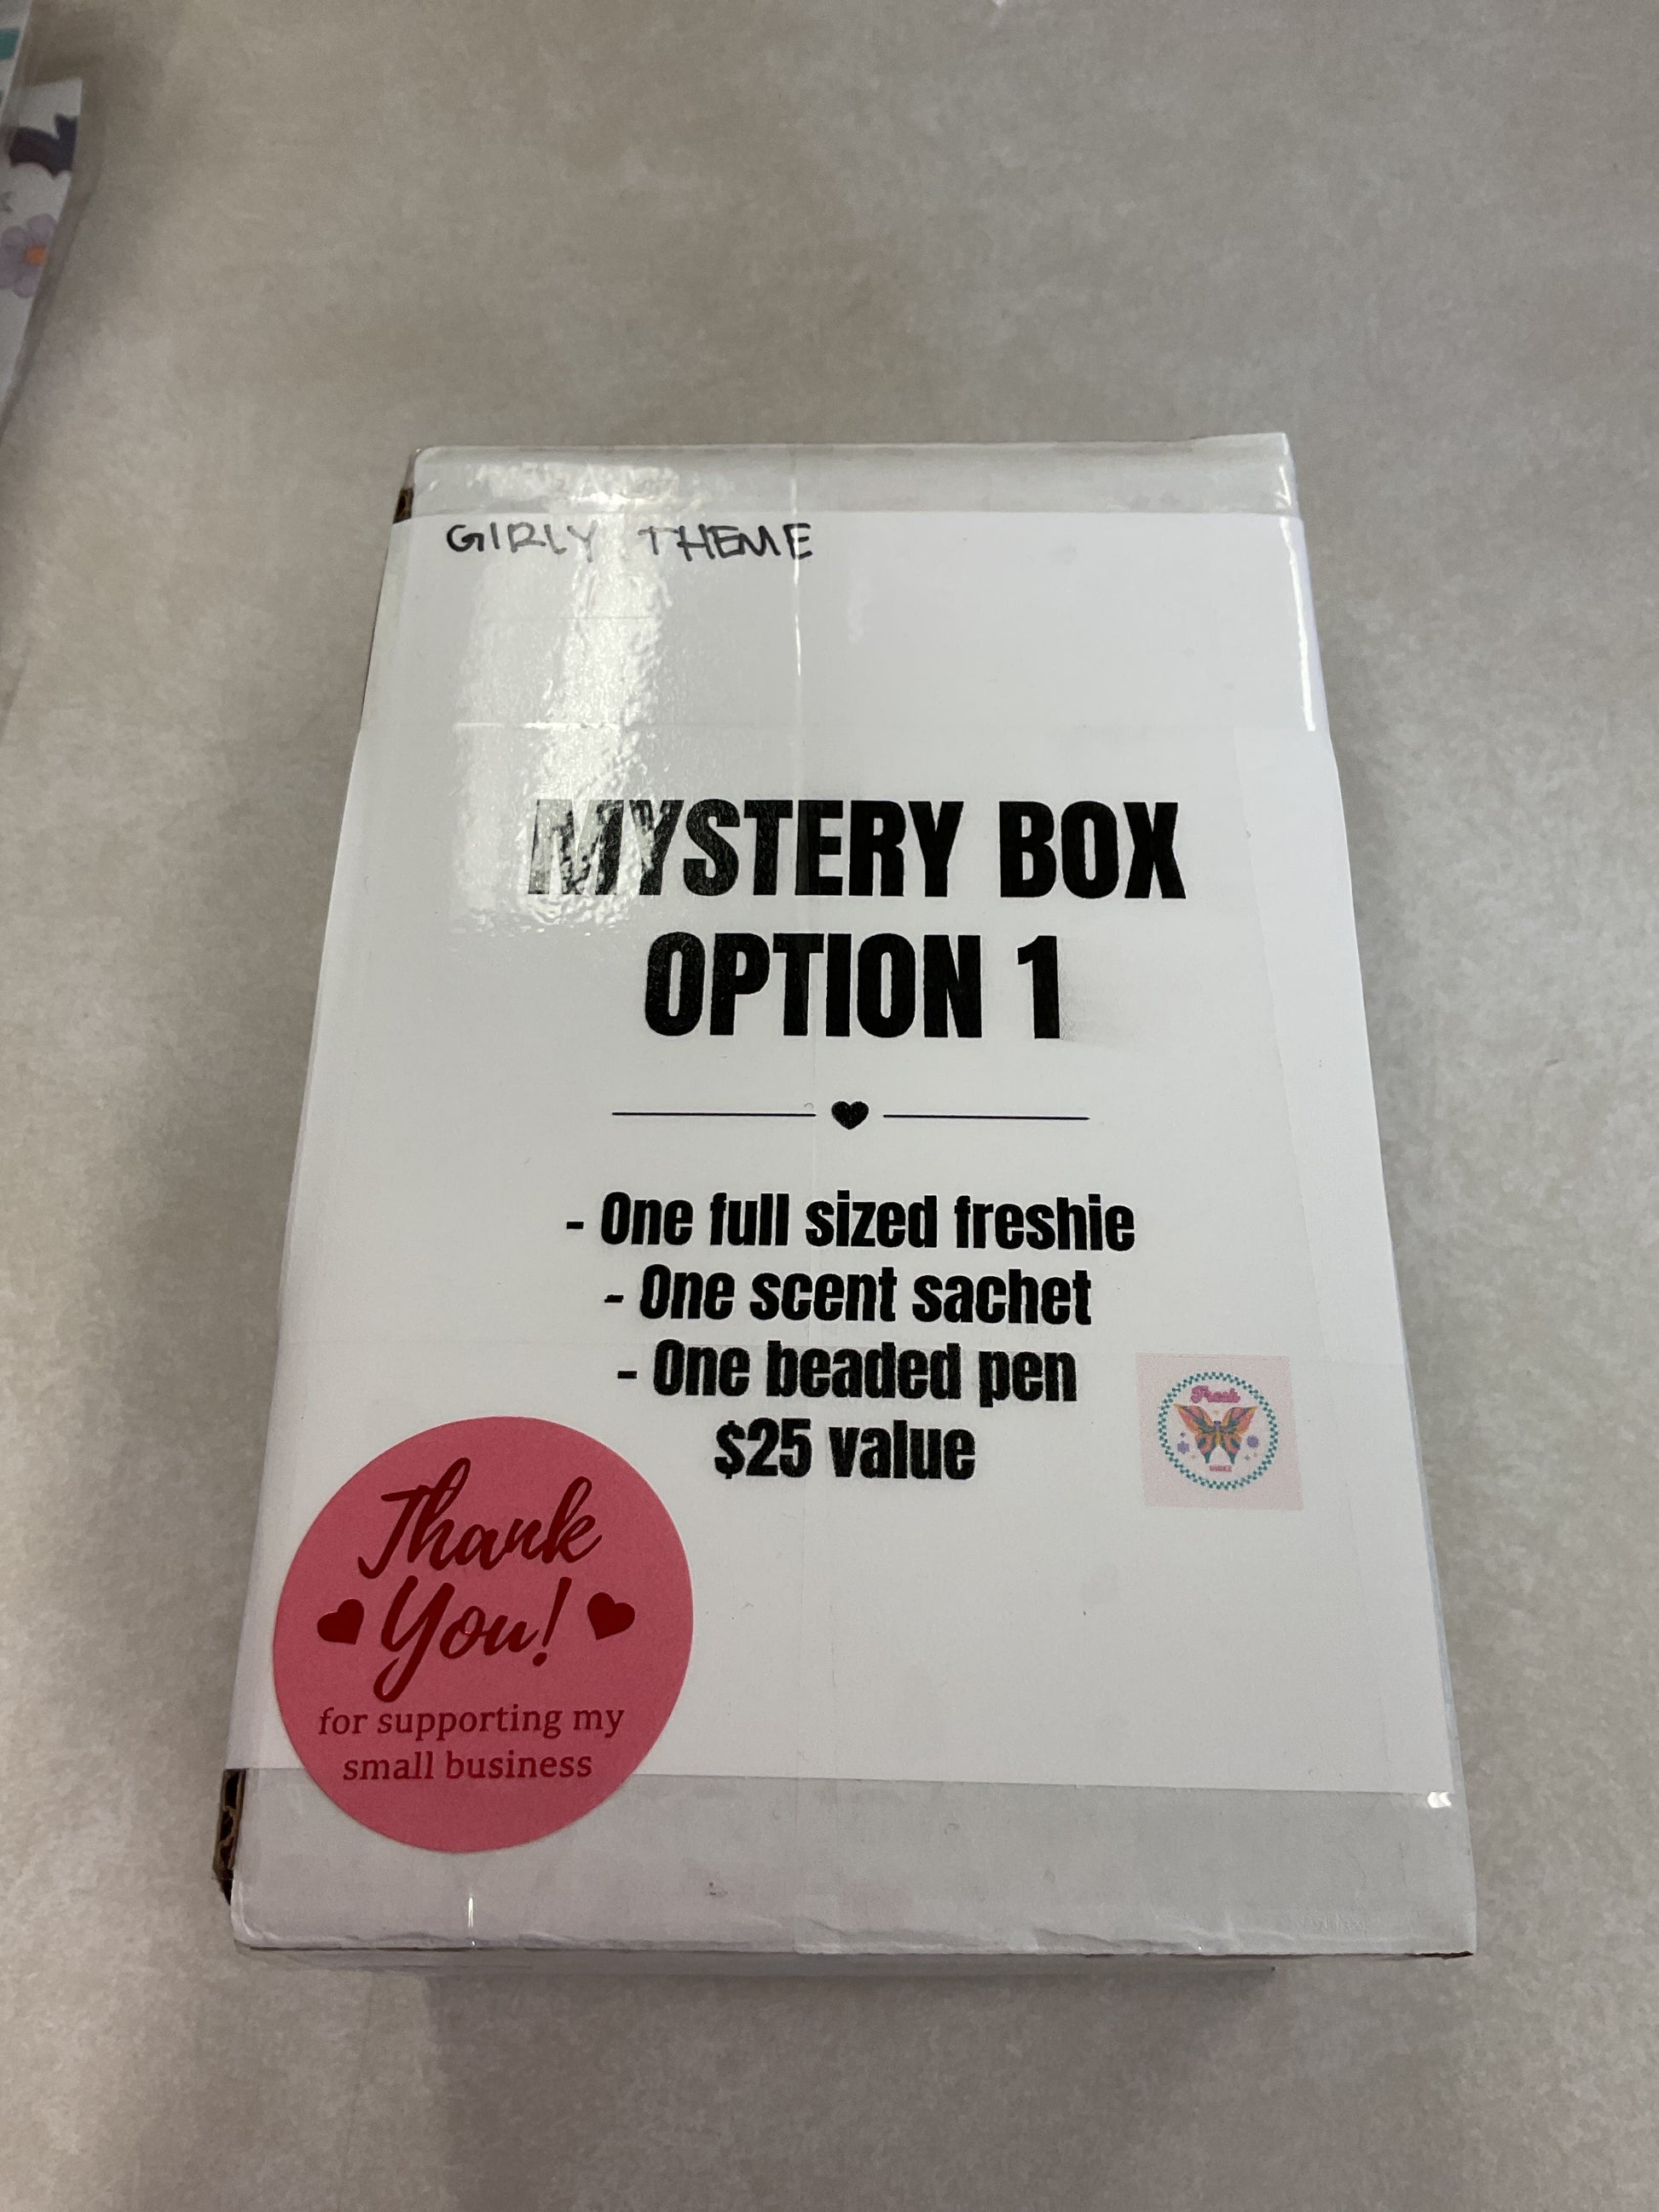 GIRLY THEME
MYSTERY BOX
OPTION 1
- One full sized freshie
- One scent sachet
- One beaded pen
$25 value
Fresh
Thank
You!
for supporting my
small business